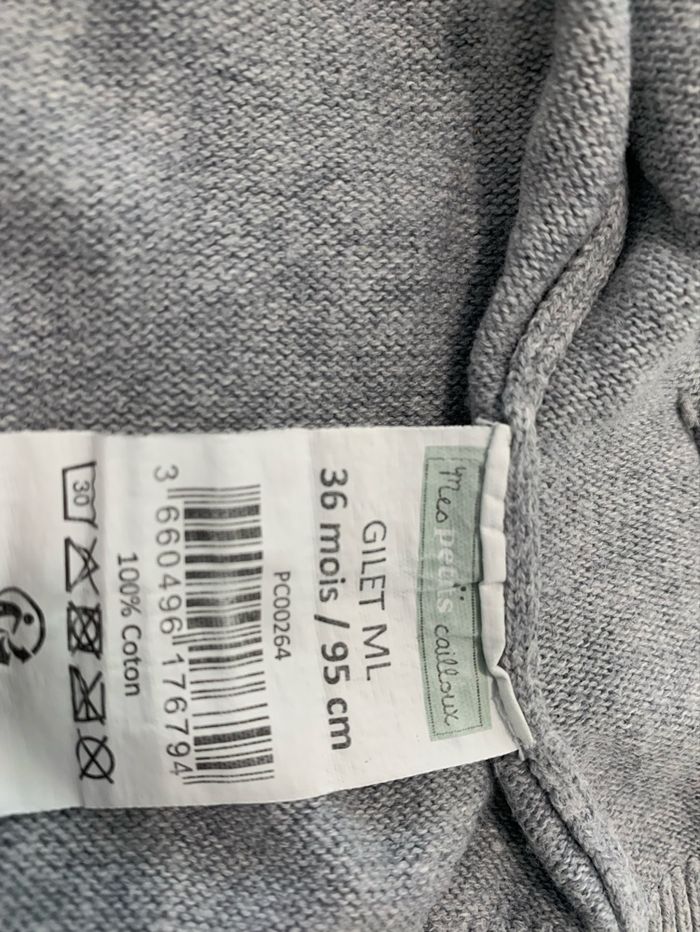 Mes petits cailloux
GILET ML
36 mois / 95 cm
PC00264
3 660496 176794
100% Coton
30